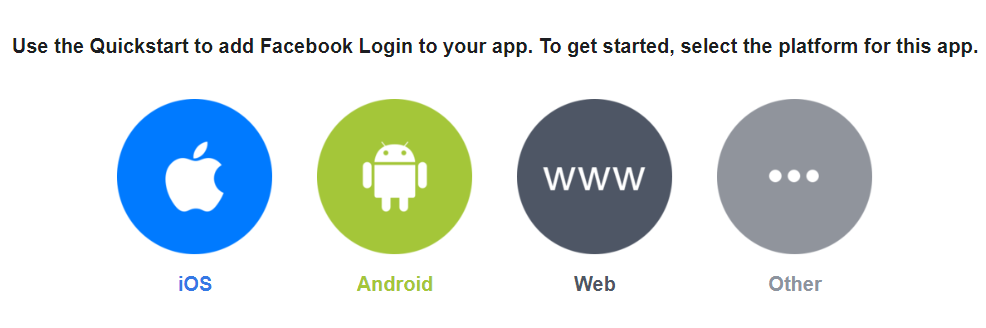 Use the Quickstart to add Facebook Login to your app. To get started, select the platform for this app.
www
iOS
Android
Web
Other